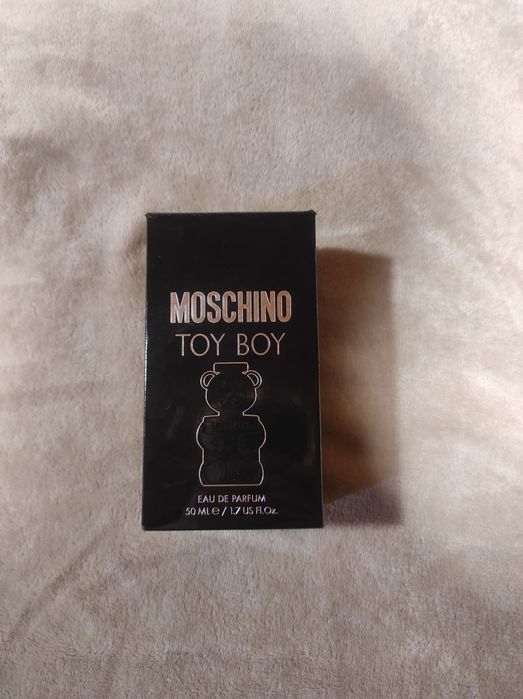 MOSCHINO
TOY BOY
EAU DE PARFUM
50 ML ℮ / 1.7 US Fl.Oz.